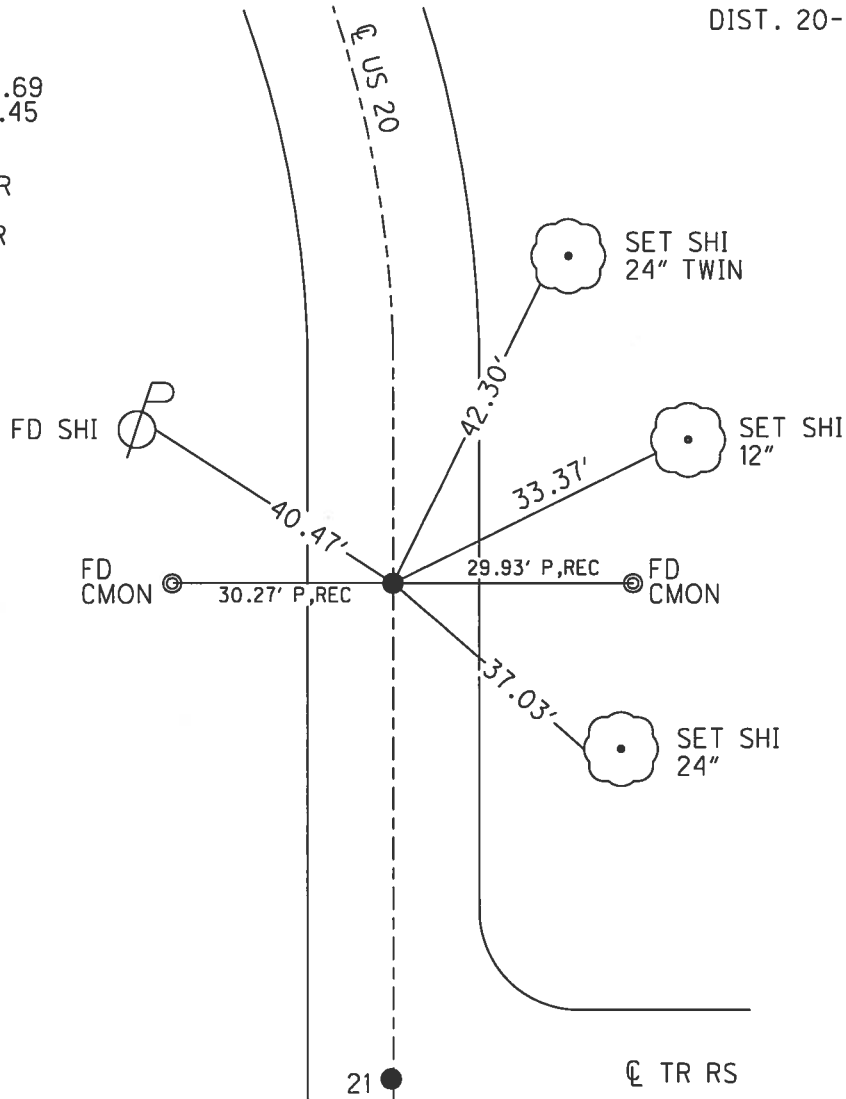 DIST. 20-
.69
.45
R
R
℄ US 20
SET SHI
24" TWIN
42.30'
FD SHI
SET SHI
12"
33.37'
40.47'
FD
CMON
30.27' P,REC
29.93' P,REC
FD
CMON
37.03'
SET SHI
24"
21
℄ TR RS